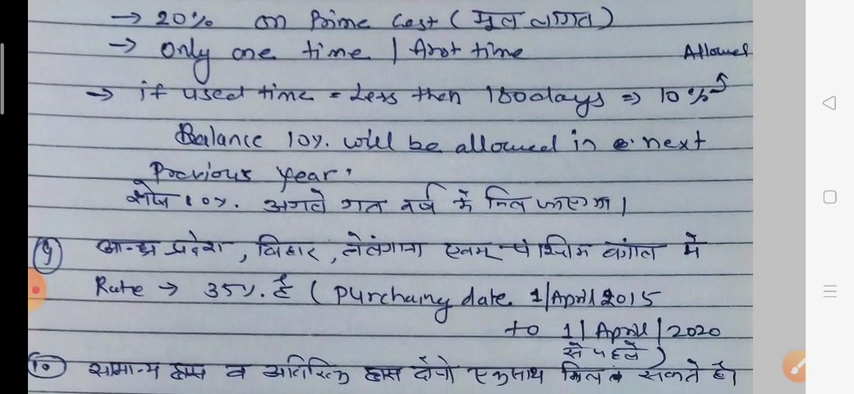 → 20% on Prime Cost (मूल लागत)
→ Only one time / first time
Allowed
→ if used time = Less then 180 days ⇒ 10%
Balance 10%. will be allowed in next
Previous year.
शेष 10%. अगले गत वर्ष में मिल जाएगा।
9 आन्ध्र प्रदेश, बिहार, तेलंगाना एवम् पश्चिम बंगाल में
Rate → 35%. है (Purchasing date. 1/April 2015
to 1/April/2020
से पहले)
10 सामान्य ह्रास व अतिरिक्त ह्रास दोनों एकसाथ मिल सकते है।